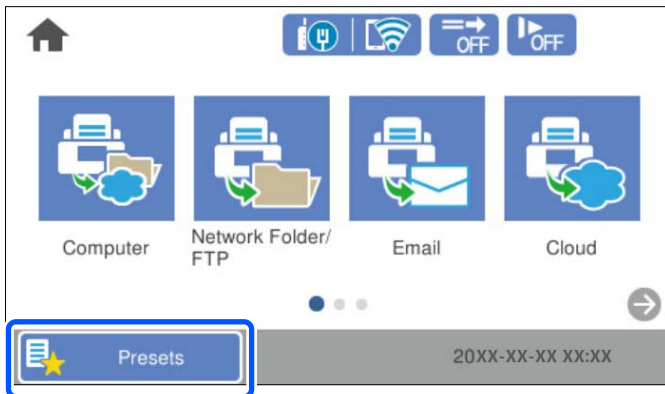 OFF
OFF
Computer
Network Folder/
FTP
Email
Cloud
Presets
20XX-XX-XX XX:XX